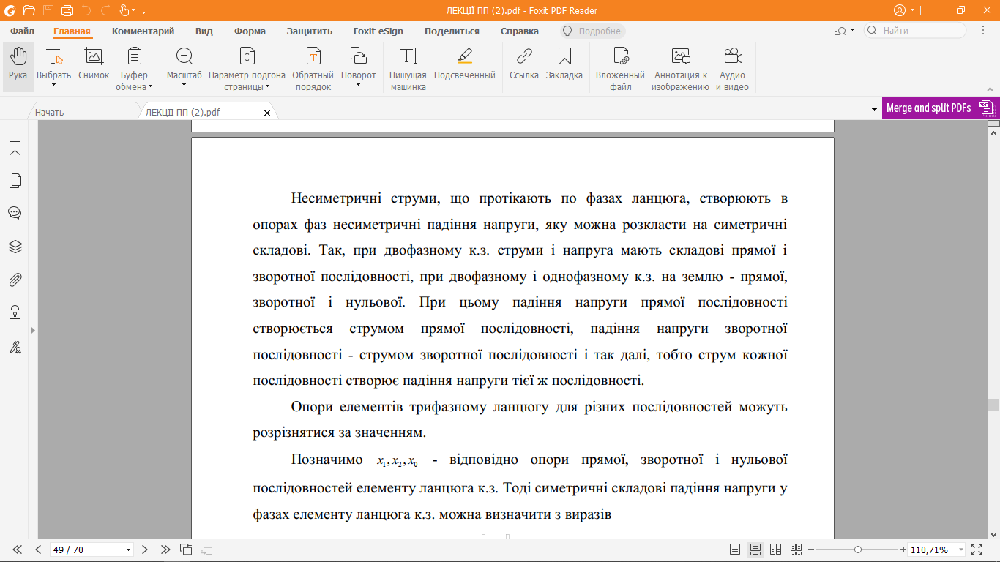 ЛЕКЦІЇ ПП (2).pdf - Foxit PDF Reader
Файл Главная Комментарий Вид Форма Защитить Foxit eSign Поделиться Справка Подробнее Найти
Рука Выбрать Снимок Буфер обмена Масштаб Параметр подгона страницы Обратный порядок Поворот Пишущая машинка Подсвеченный Ссылка Закладка Вложенный файл Аннотация к изображению Аудио и видео
Начать ЛЕКЦІЇ ПП (2).pdf Merge and split PDFs
-
Несиметричні струми, що протікають по фазах ланцюга, створюють в
опорах фаз несиметричні падіння напруги, яку можна розкласти на симетричні
складові. Так, при двофазному к.з. струми і напруга мають складові прямої і
зворотної послідовності, при двофазному і однофазному к.з. на землю - прямої,
зворотної і нульової. При цьому падіння напруги прямої послідовності
створюється струмом прямої послідовності, падіння напруги зворотної
послідовності - струмом зворотної послідовності і так далі, тобто струм кожної
послідовності створює падіння напруги тієї ж послідовності.
Опори елементів трифазному ланцюгу для різних послідовностей можуть
розрізнятися за значенням.
Позначимо x₁, x₂, x₀ - відповідно опори прямої, зворотної і нульової
послідовностей елементу ланцюга к.з. Тоді симетричні складові падіння напруги у
фазах елементу ланцюга к.з. можна визначити з виразів
49 / 70 110,71%